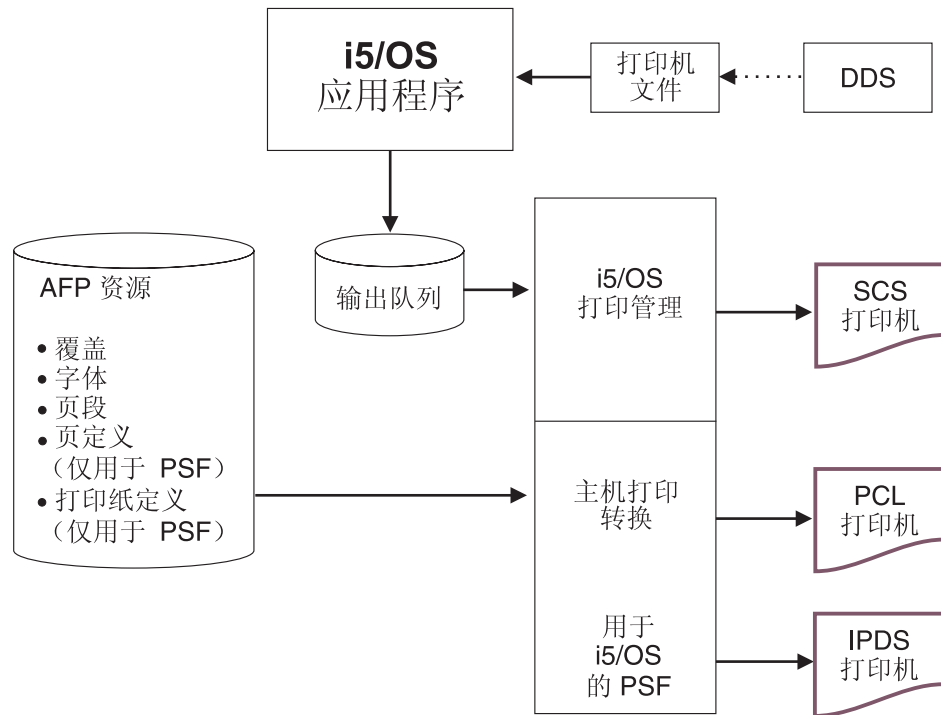 i5/OS
应用程序
打印机
文件
DDS
AFP 资源
• 覆盖
• 字体
• 页段
• 页定义
（仅用于 PSF）
• 打印纸定义
（仅用于 PSF）
输出队列
i5/OS
打印管理
SCS
打印机
主机打印
转换
PCL
打印机
用于
i5/OS
的 PSF
IPDS
打印机